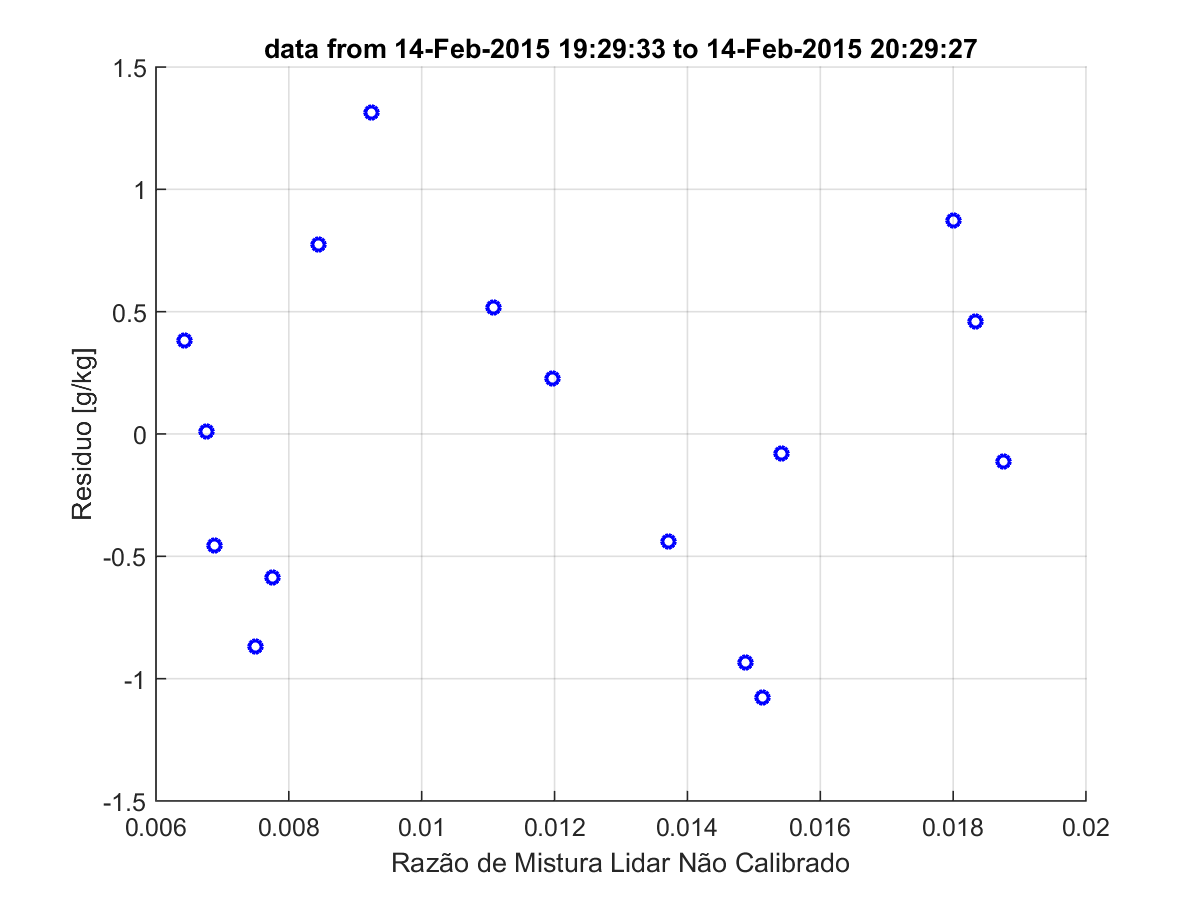 data from 14-Feb-2015 19:29:33 to 14-Feb-2015 20:29:27
1.5
1
0.5
0
-0.5
-1
-1.5
Residuo [g/kg]
0.006 0.008 0.01 0.012 0.014 0.016 0.018 0.02
Razão de Mistura Lidar Não Calibrado